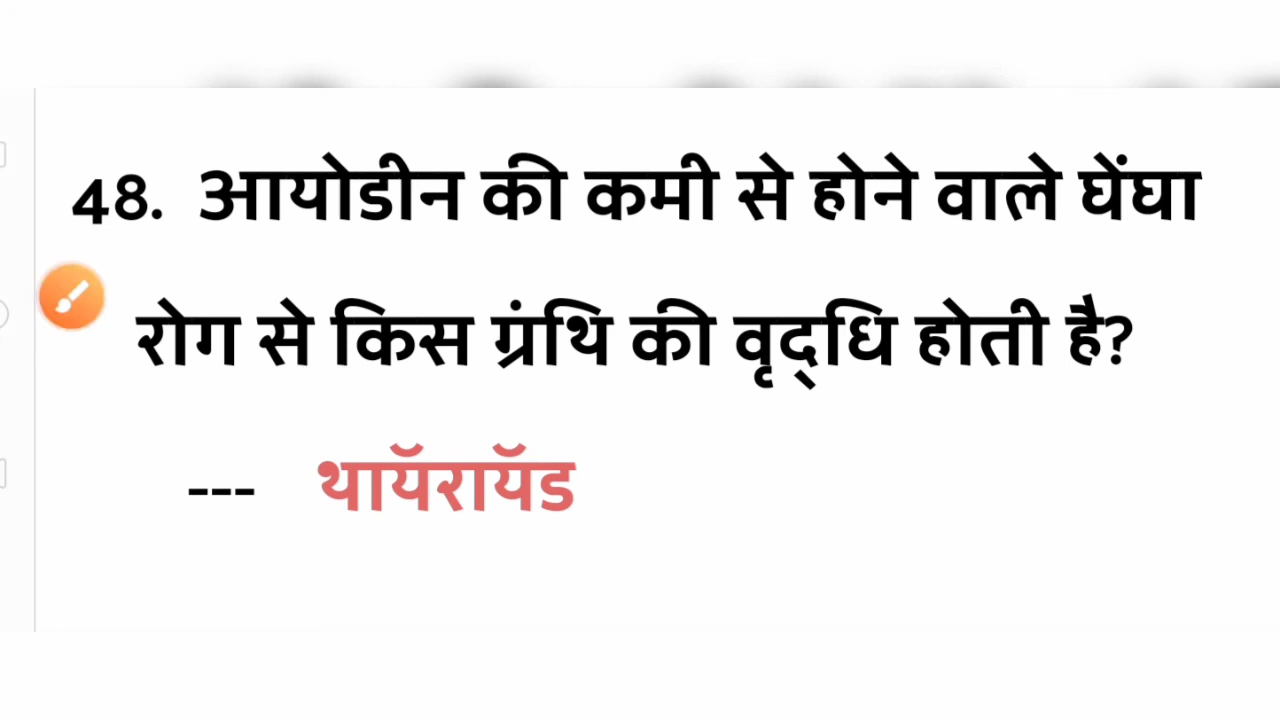 48. आयोडीन की कमी से होने वाले घेंघा
रोग से किस ग्रंथि की वृद्‌धि होती है?
--- थायॅरायॅड